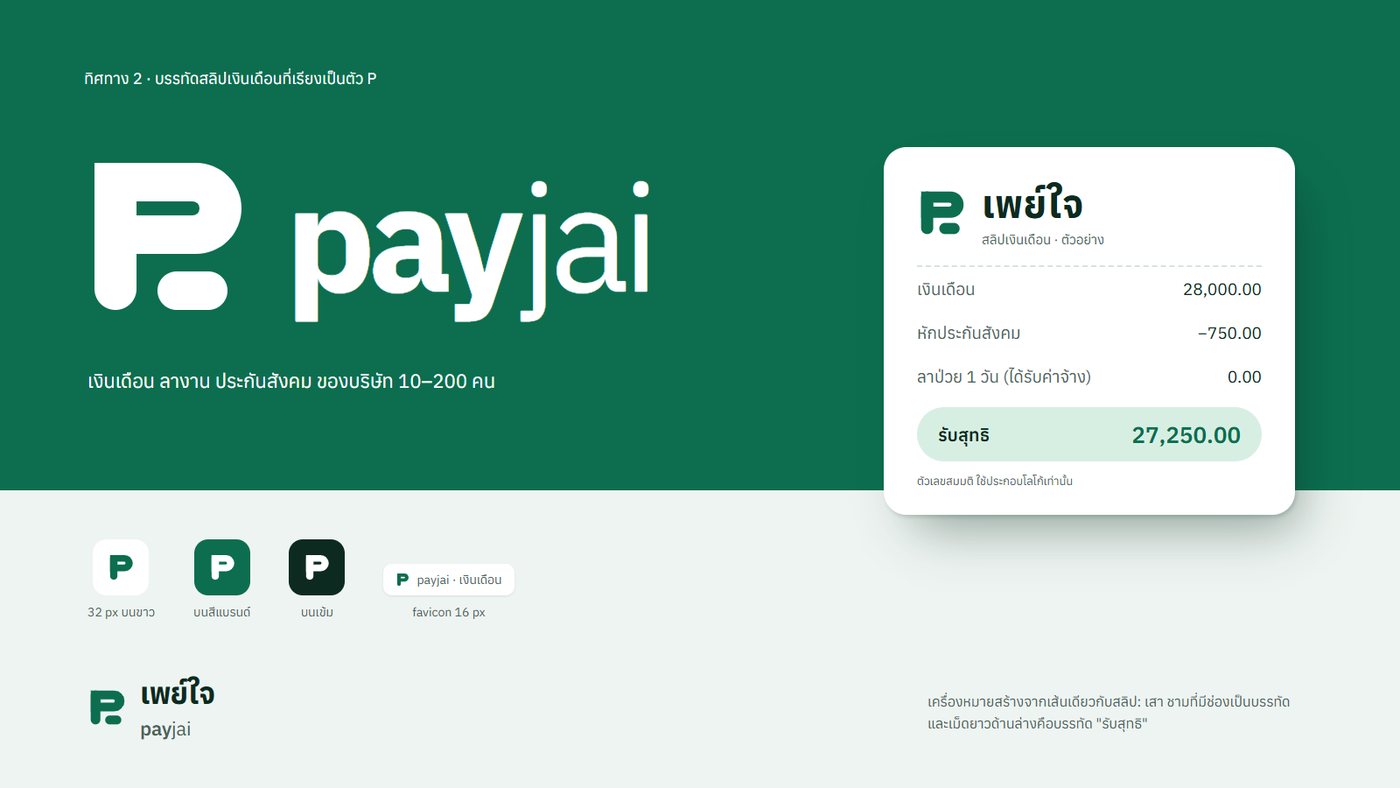 ทิศทาง 2 · บรรทัดสลิปเงินเดือนที่เรียงเป็นตัว P
payjai
เงินเดือน ลางาน ประกันสังคม ของบริษัท 10–200 คน
เพย์ใจ
สลิปเงินเดือน · ตัวอย่าง
เงินเดือน 28,000.00
หักประกันสังคม −750.00
ลาป่วย 1 วัน (ได้รับค่าจ้าง) 0.00
รับสุทธิ 27,250.00
ตัวเลขสมมติ ใช้ประกอบโลโก้เท่านั้น
payjai · เงินเดือน
32 px บนขาว
บนสีแบรนด์
บนเข้ม
favicon 16 px
เพย์ใจ
payjai
เครื่องหมายสร้างจากเส้นเดียวกับสลิป: เสา ชามที่มีช่องเป็นบรรทัด
และเม็ดยาวด้านล่างคือบรรทัด "รับสุทธิ"